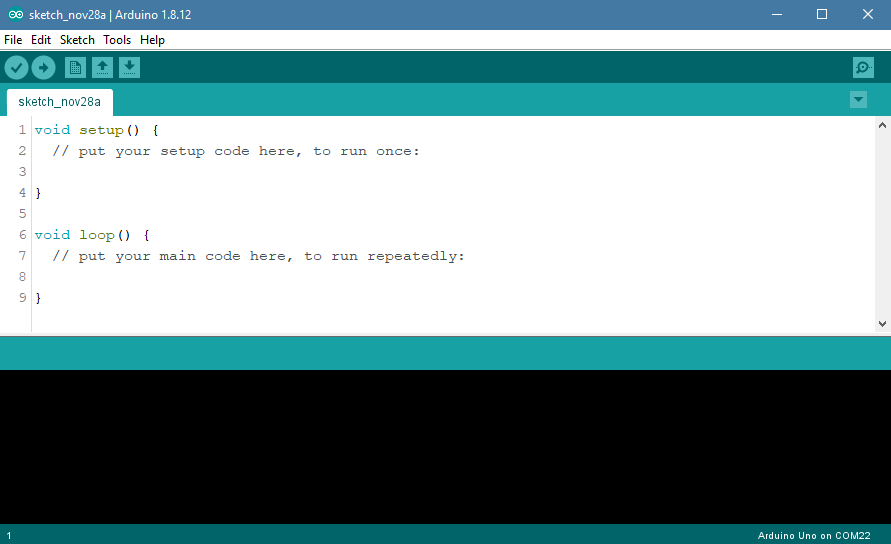 sketch_nov28a | Arduino 1.8.12
File Edit Sketch Tools Help
sketch_nov28a
1 void setup() {
2   // put your setup code here, to run once:
3
4 }
5
6 void loop() {
7   // put your main code here, to run repeatedly:
8
9 }
1 Arduino Uno on COM22